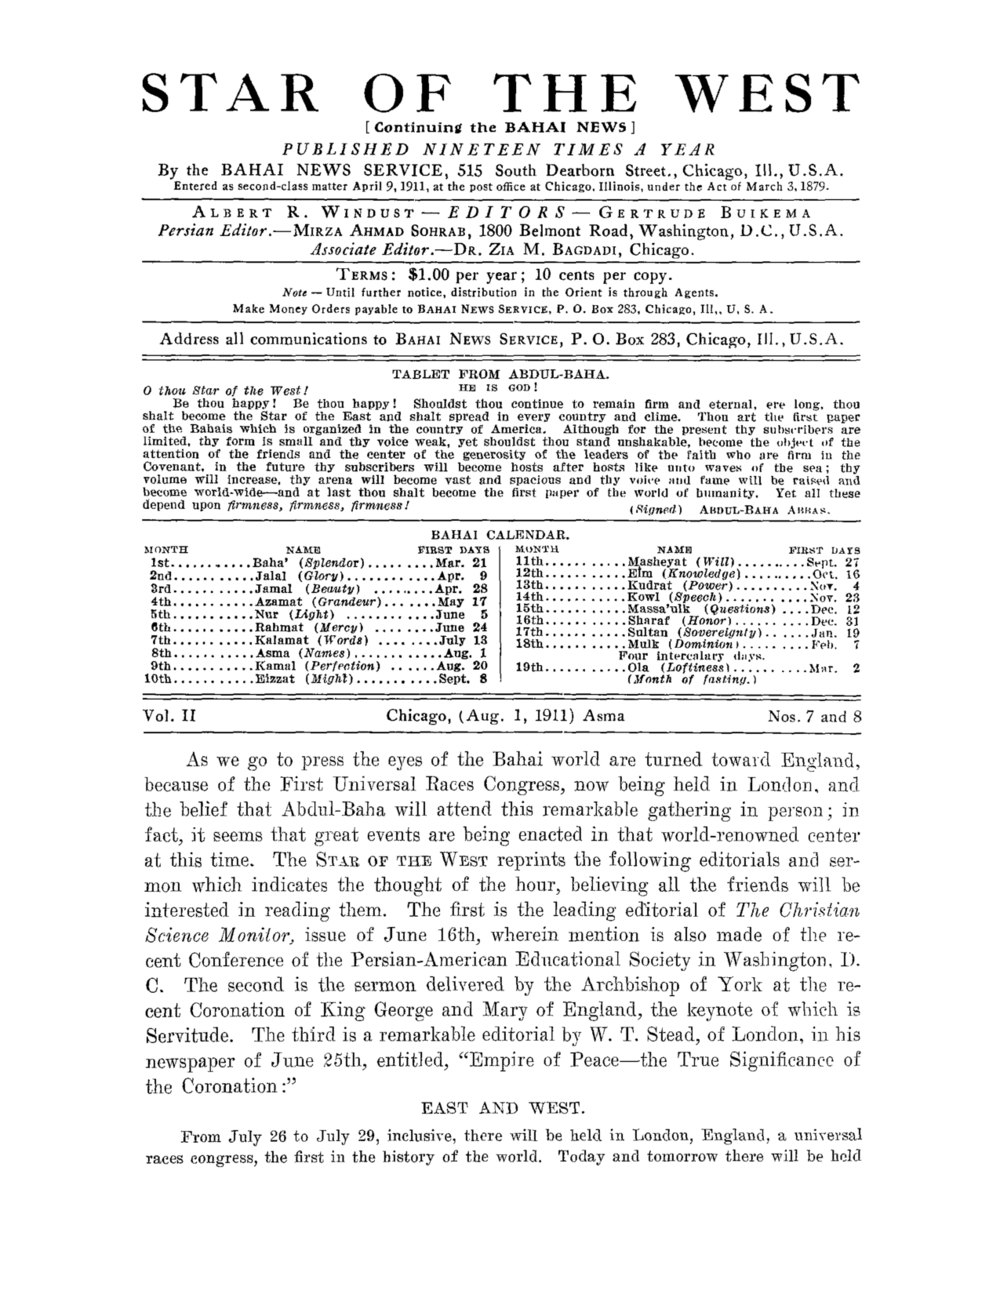 STAR OF THE WEST
[Continuing the BAHAI NEWS]
PUBLISHED NINETEEN TIMES A YEAR
By the BAHAI NEWS SERVICE, 515 South Dearborn Street., Chicago, Ill., U.S.A.
Entered as second-class matter April 9, 1911, at the post office at Chicago, Illinois, under the Act of March 3, 1879.
ALBERT R. WINDUST — EDITORS — GERTRUDE BUIKEMA
Persian Editor.—MIRZA AHMAD SOHRAB, 1800 Belmont Road, Washington, D.C., U.S.A.
Associate Editor.—DR. ZIA M. BAGDADI, Chicago.
TERMS: $1.00 per year; 10 cents per copy.
Note — Until further notice, distribution in the Orient is through Agents.
Make Money Orders payable to BAHAI NEWS SERVICE, P. O. Box 283, Chicago, Ill., U. S. A.
Address all communications to BAHAI NEWS SERVICE, P. O. Box 283, Chicago, Ill., U.S.A.
TABLET FROM ABDUL-BAHA.
O thou Star of the West! HE IS GOD!
Be thou happy! Be thou happy! Shouldst thou continue to remain firm and eternal, ere long, thou
shalt become the Star of the East and shalt spread in every country and clime. Thou art the first paper
of the Bahais which is organized in the country of America. Although for the present thy subscribers are
limited, thy form is small and thy voice weak, yet shouldst thou stand unshakable, become the object of the
attention of the friends and the center of the generosity of the leaders of the faith who are firm in the
Covenant, in the future thy subscribers will become hosts after hosts like unto waves of the sea; thy
volume will increase, thy arena will become vast and spacious and thy voice and fame will be raised and
become world-wide—and at last thou shalt become the first paper of the world of humanity. Yet all these
depend upon firmness, firmness, firmness! (Signed) ABDUL-BAHA ABBAS.
BAHAI CALENDAR.
MONTH NAME FIRST DAYS
1st...........Baha' (Splendor).........Mar. 21
2nd...........Jalal (Glory)............Apr. 9
3rd...........Jamal (Beauty) .........Apr. 28
4th...........Azamat (Grandeur).......May 17
5th...........Nur (Light) ............June 5
6th...........Rahmat (Mercy) ........June 24
7th...........Kalamat (Words) .......July 13
8th...........Asma (Names)............Aug. 1
9th...........Kamal (Perfection) ......Aug. 20
10th...........Eizzat (Might)...........Sept. 8
MONTH NAME FIRST DAYS
11th...........Masheyat (Will)..........Sept. 27
12th...........Elm (Knowledge)..........Oct. 16
13th...........Kudrat (Power)..........Nov. 4
14th...........Kowl (Speech)...........Nov. 23
15th...........Massa'ulk (Questions) ....Dec. 12
16th...........Sharaf (Honor)..........Dec. 31
17th...........Sultan (Sovereignty)......Jan. 19
18th...........Mulk (Dominion).........Feb. 7
Four intercalary days.
19th...........Ola (Loftiness)..........Mar. 2
(Month of fasting.)
Vol. II Chicago, (Aug. 1, 1911) Asma Nos. 7 and 8
As we go to press the eyes of the Bahai world are turned toward England,
because of the First Universal Races Congress, now being held in London, and
the belief that Abdul-Baha will attend this remarkable gathering in person; in
fact, it seems that great events are being enacted in that world-renowned center
at this time. The STAR OF THE WEST reprints the following editorials and ser-
mon which indicates the thought of the hour, believing all the friends will be
interested in reading them. The first is the leading editorial of The Christian
Science Monitor, issue of June 16th, wherein mention is also made of the re-
cent Conference of the Persian-American Educational Society in Washington, D.
C. The second is the sermon delivered by the Archbishop of York at the re-
cent Coronation of King George and Mary of England, the keynote of which is
Servitude. The third is a remarkable editorial by W. T. Stead, of London, in his
newspaper of June 25th, entitled, "Empire of Peace—the True Significance of
the Coronation:"
EAST AND WEST.
From July 26 to July 29, inclusive, there will be held in London, England, a universal
races congress, the first in the history of the world. Today and tomorrow there will be held